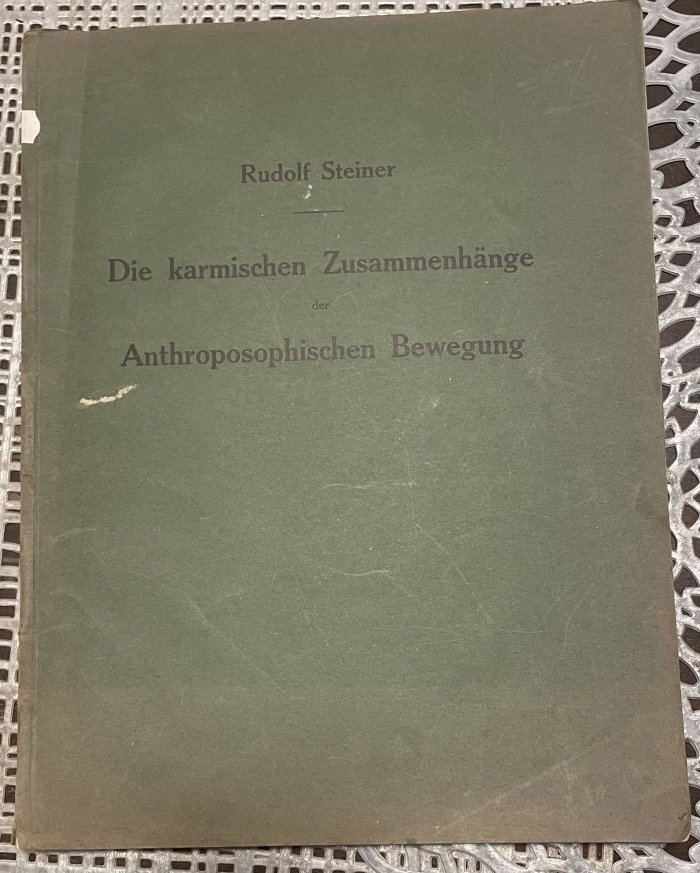 Rudolf Steiner
Die karmischen Zusammenhänge
der
Anthroposophischen Bewegung